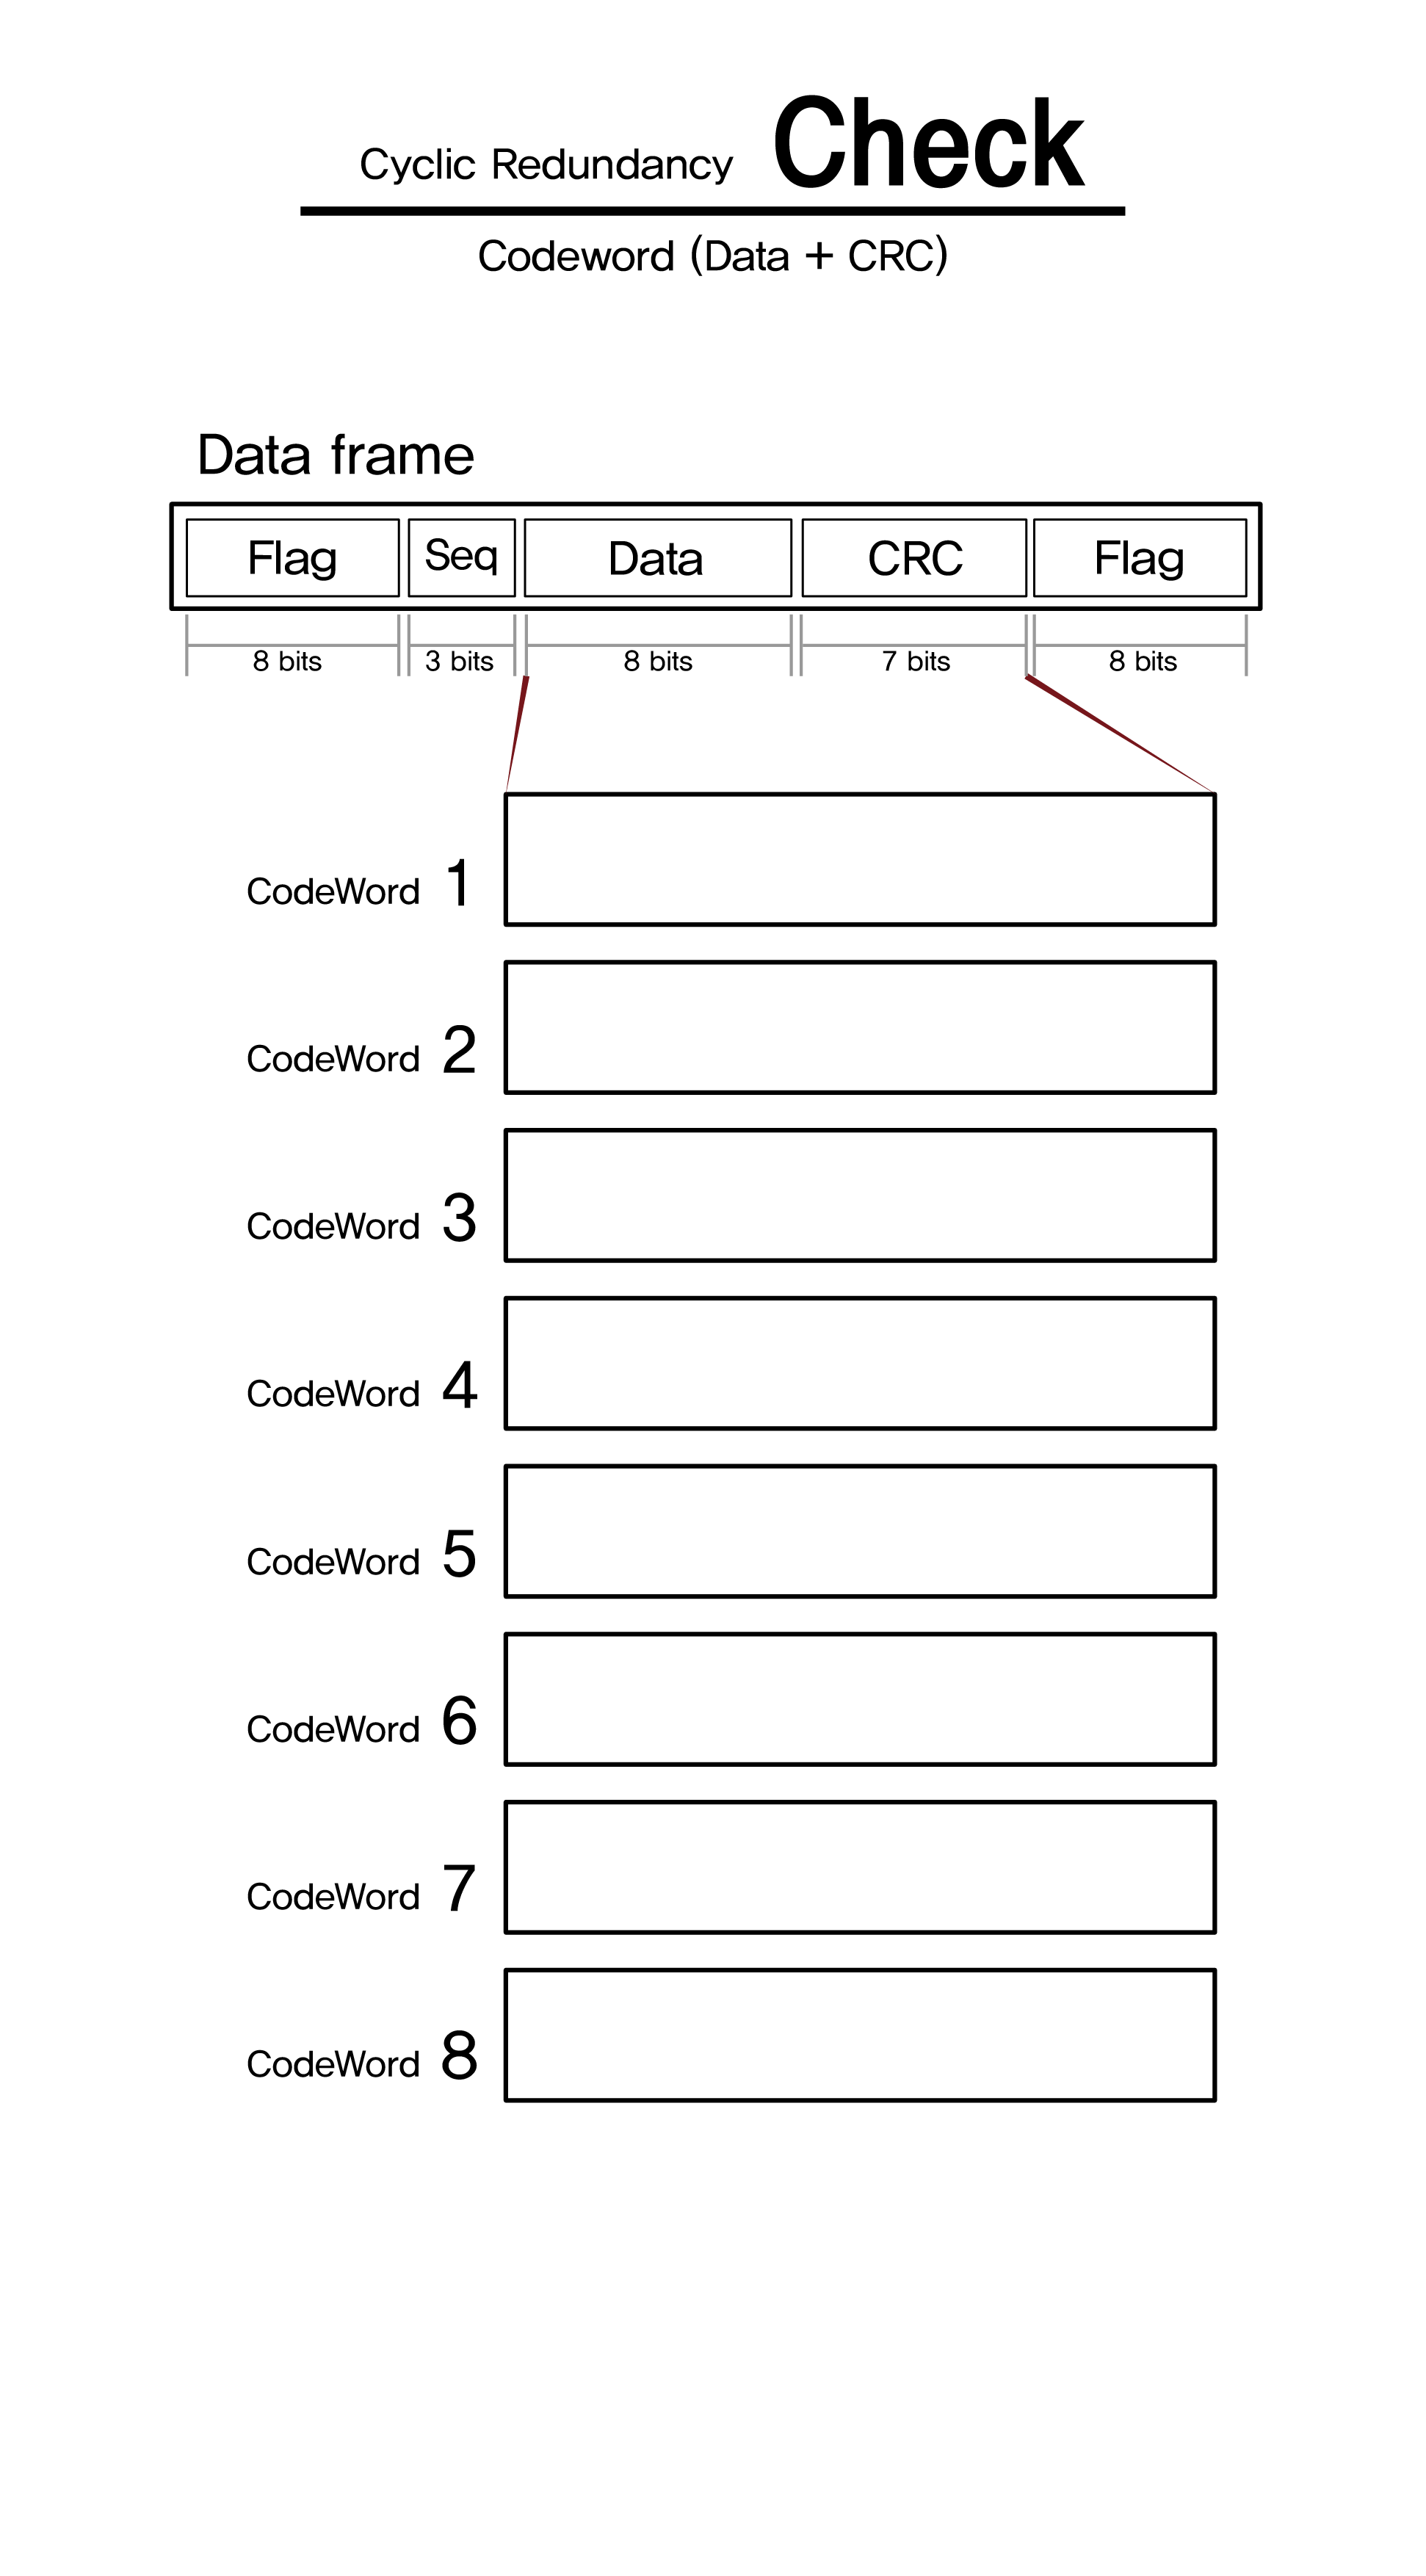 Cyclic Redundancy Check
Codeword (Data + CRC)
Data frame
Flag Seq Data CRC Flag
8 bits 3 bits 8 bits 7 bits 8 bits
CodeWord 1
CodeWord 2
CodeWord 3
CodeWord 4
CodeWord 5
CodeWord 6
CodeWord 7
CodeWord 8